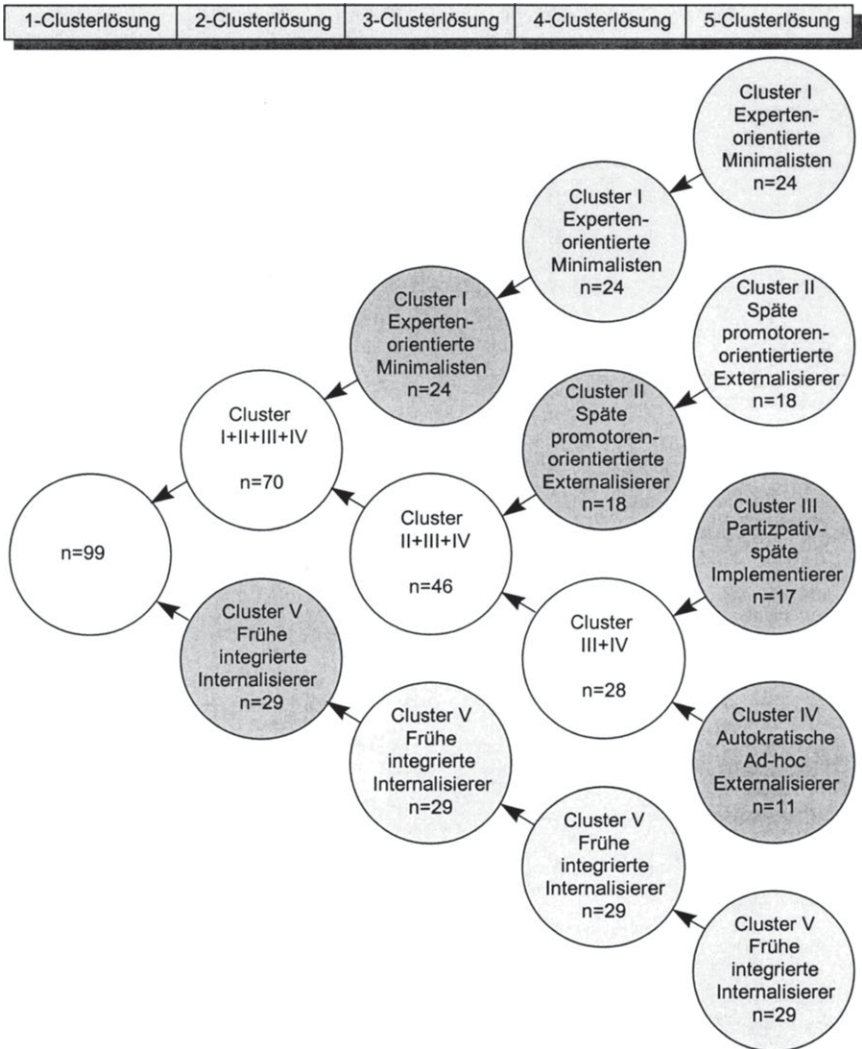 1-Clusterlösung
2-Clusterlösung
3-Clusterlösung
4-Clusterlösung
5-Clusterlösung
n=99
Cluster
I+II+III+IV
n=70
Cluster V
Frühe
integrierte
Internalisierer
n=29
Cluster I
Experten-
orientierte
Minimalisten
n=24
Cluster
II+III+IV
n=46
Cluster V
Frühe
integrierte
Internalisierer
n=29
Cluster I
Experten-
orientierte
Minimalisten
n=24
Cluster II
Späte
promotoren-
orientiertierte
Externalisierer
n=18
Cluster
III+IV
n=28
Cluster V
Frühe
integrierte
Internalisierer
n=29
Cluster I
Experten-
orientierte
Minimalisten
n=24
Cluster II
Späte
promotoren-
orientiertierte
Externalisierer
n=18
Cluster III
Partizpativ-
späte
Implementierer
n=17
Cluster IV
Autokratische
Ad-hoc
Externalisierer
n=11
Cluster V
Frühe
integrierte
Internalisierer
n=29